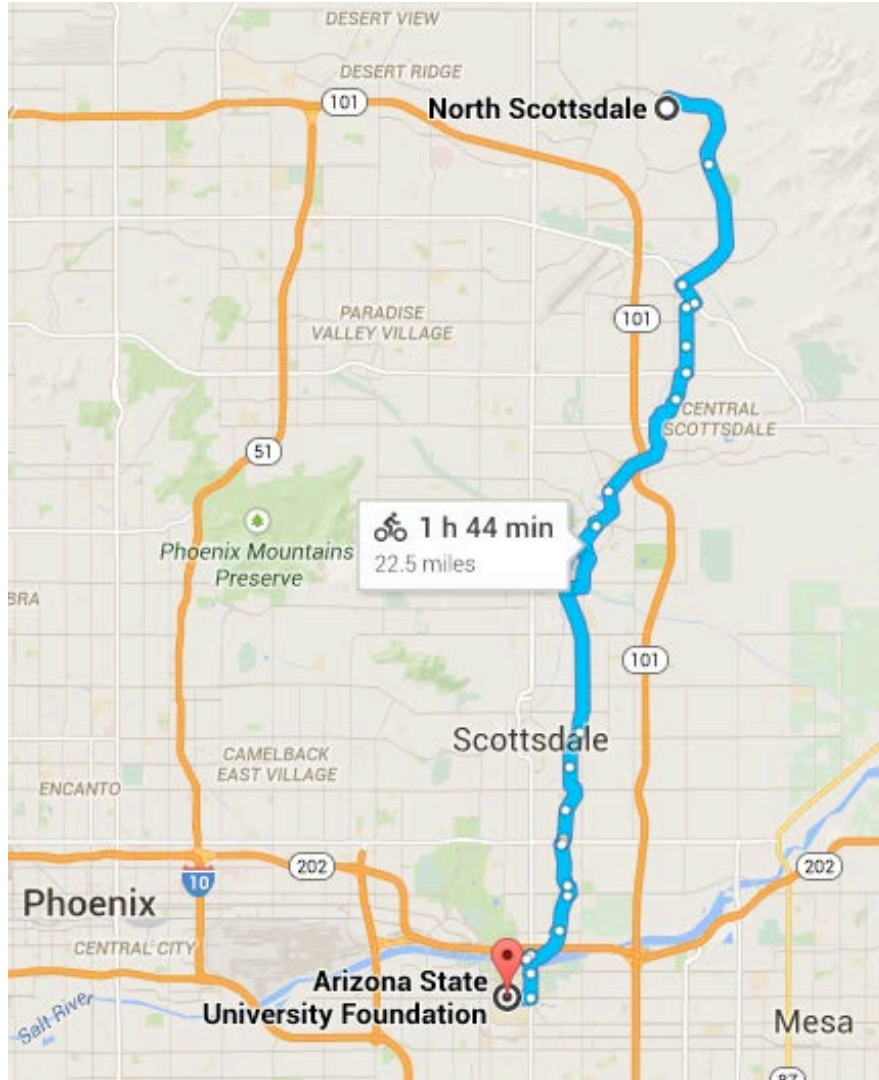 DESERT VIEW
DESERT RIDGE
101
North Scottsdale
PARADISE
VALLEY VILLAGE
101
CENTRAL
SCOTTSDALE
51
1 h 44 min
22.5 miles
Phoenix Mountains
Preserve
BRA
101
Scottsdale
CAMELBACK
EAST VILLAGE
ENCANTO
202
202
10
Phoenix
CENTRAL CITY
Arizona State
University Foundation
Salt River
Mesa
87